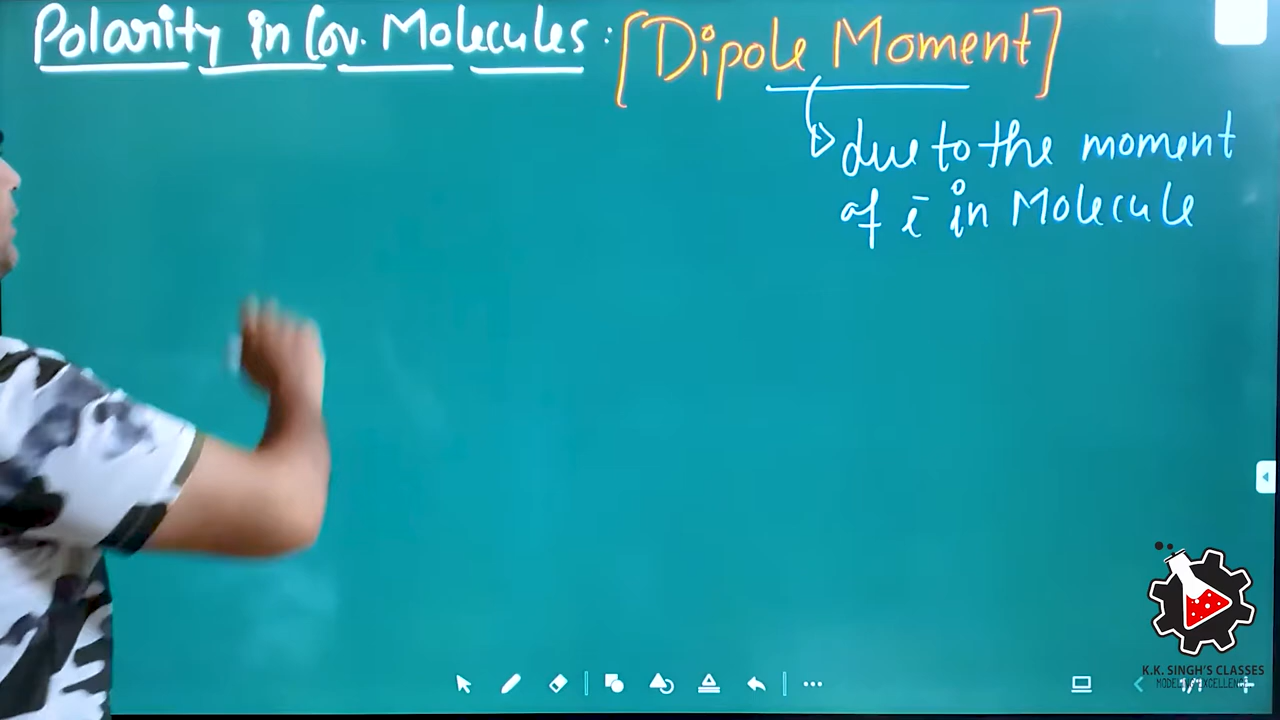 Polarity in Cov. Molecules : [Dipole Moment]
due to the moment
of ē in Molecule
K.K. SINGH'S CLASSES